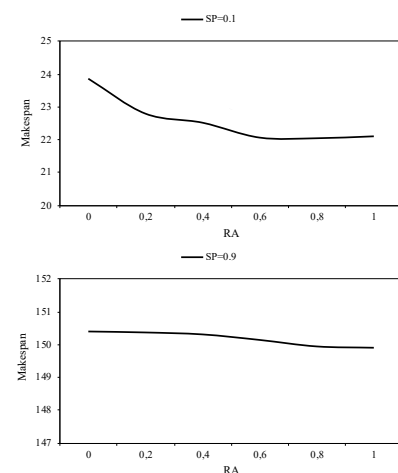 SP=0.1
25
24
23
22
21
20
Makespan
0 0,2 0,4 0,6 0,8 1
RA
SP=0.9
152
151
150
149
148
147
Makespan
0 0,2 0,4 0,6 0,8 1
RA